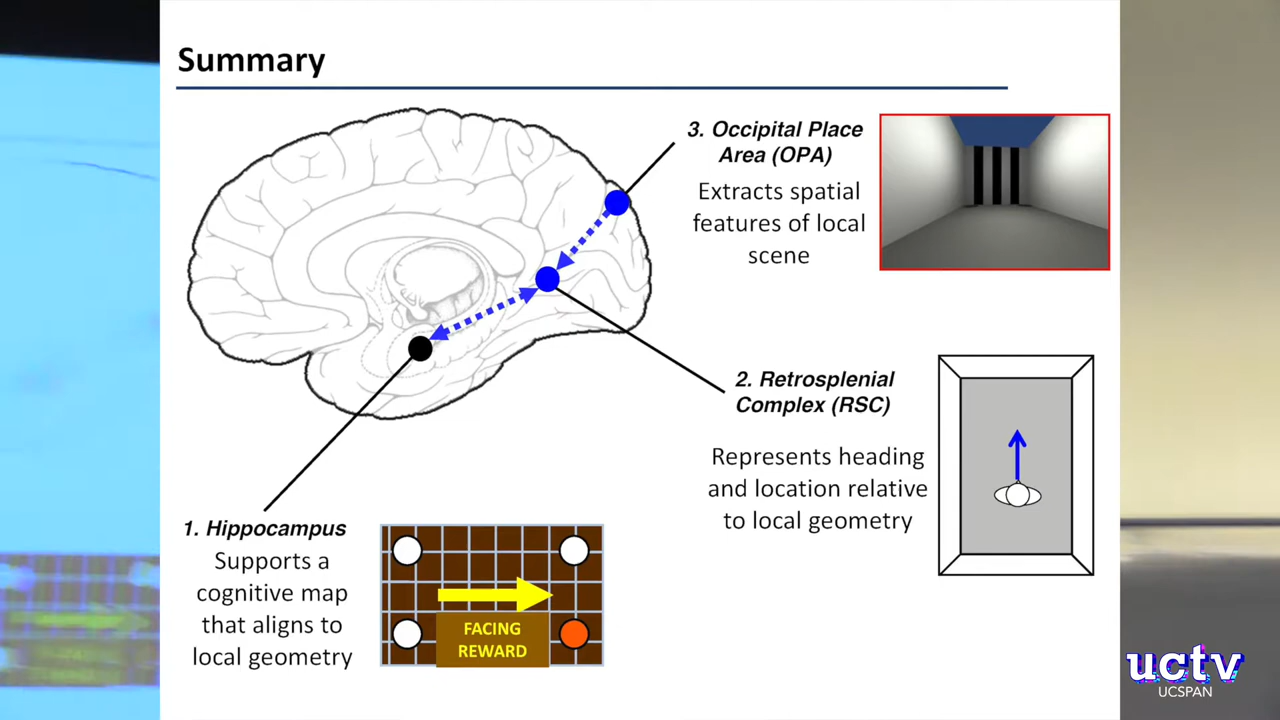 Summary
3. Occipital Place
Area (OPA)
Extracts spatial
features of local
scene
2. Retrosplenial
Complex (RSC)
Represents heading
and location relative
to local geometry
1. Hippocampus
Supports a
cognitive map
that aligns to
local geometry
FACING
REWARD
uctv
UCSPAN